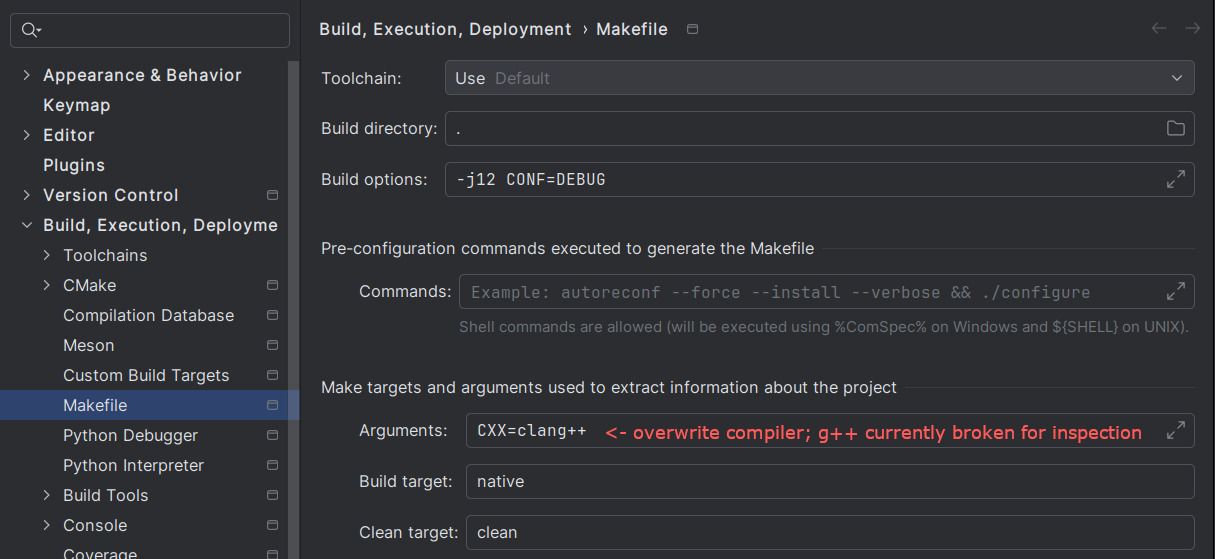 Appearance & Behavior
Keymap
Editor
Plugins
Version Control
Build, Execution, Deployme
Toolchains
CMake
Compilation Database
Meson
Custom Build Targets
Makefile
Python Debugger
Python Interpreter
Build Tools
Console
Coverage
Build, Execution, Deployment › Makefile
Toolchain: Use Default
Build directory: .
Build options: -j12 CONF=DEBUG
Pre-configuration commands executed to generate the Makefile
Commands: Example: autoreconf --force --install --verbose && ./configure
Shell commands are allowed (will be executed using %ComSpec% on Windows and ${SHELL} on UNIX).
Make targets and arguments used to extract information about the project
Arguments: CXX=clang++ <- overwrite compiler; g++ currently broken for inspection
Build target: native
Clean target: clean